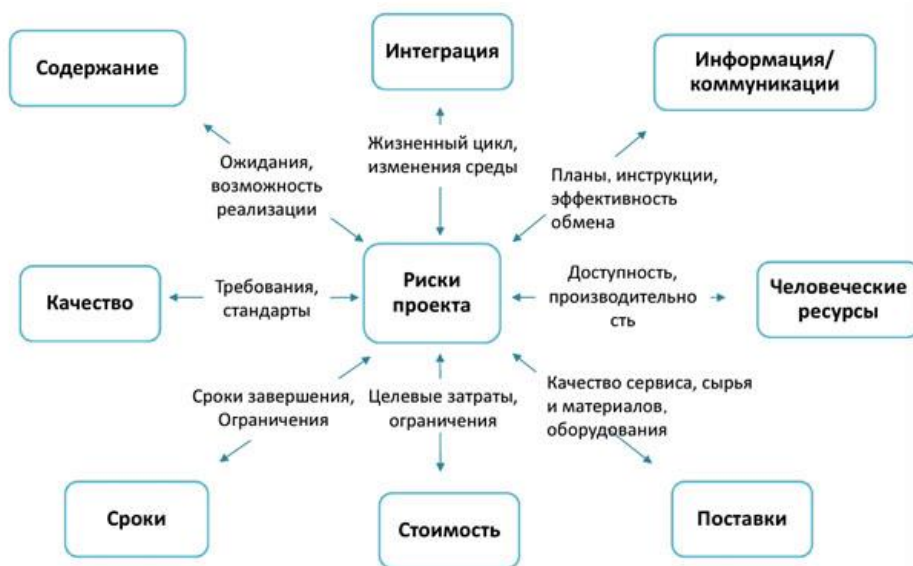 Содержание
Интеграция
Информация/
коммуникации
Ожидания,
возможность
реализации
Жизненный цикл,
изменения среды
Планы, инструкции,
эффективность
обмена
Качество
Требования,
стандарты
Риски
проекта
Доступность,
производительно
сть
Человеческие
ресурсы
Сроки завершения,
Ограничения
Целевые затраты,
ограничения
Качество сервиса, сырья
и материалов,
оборудования
Сроки
Стоимость
Поставки